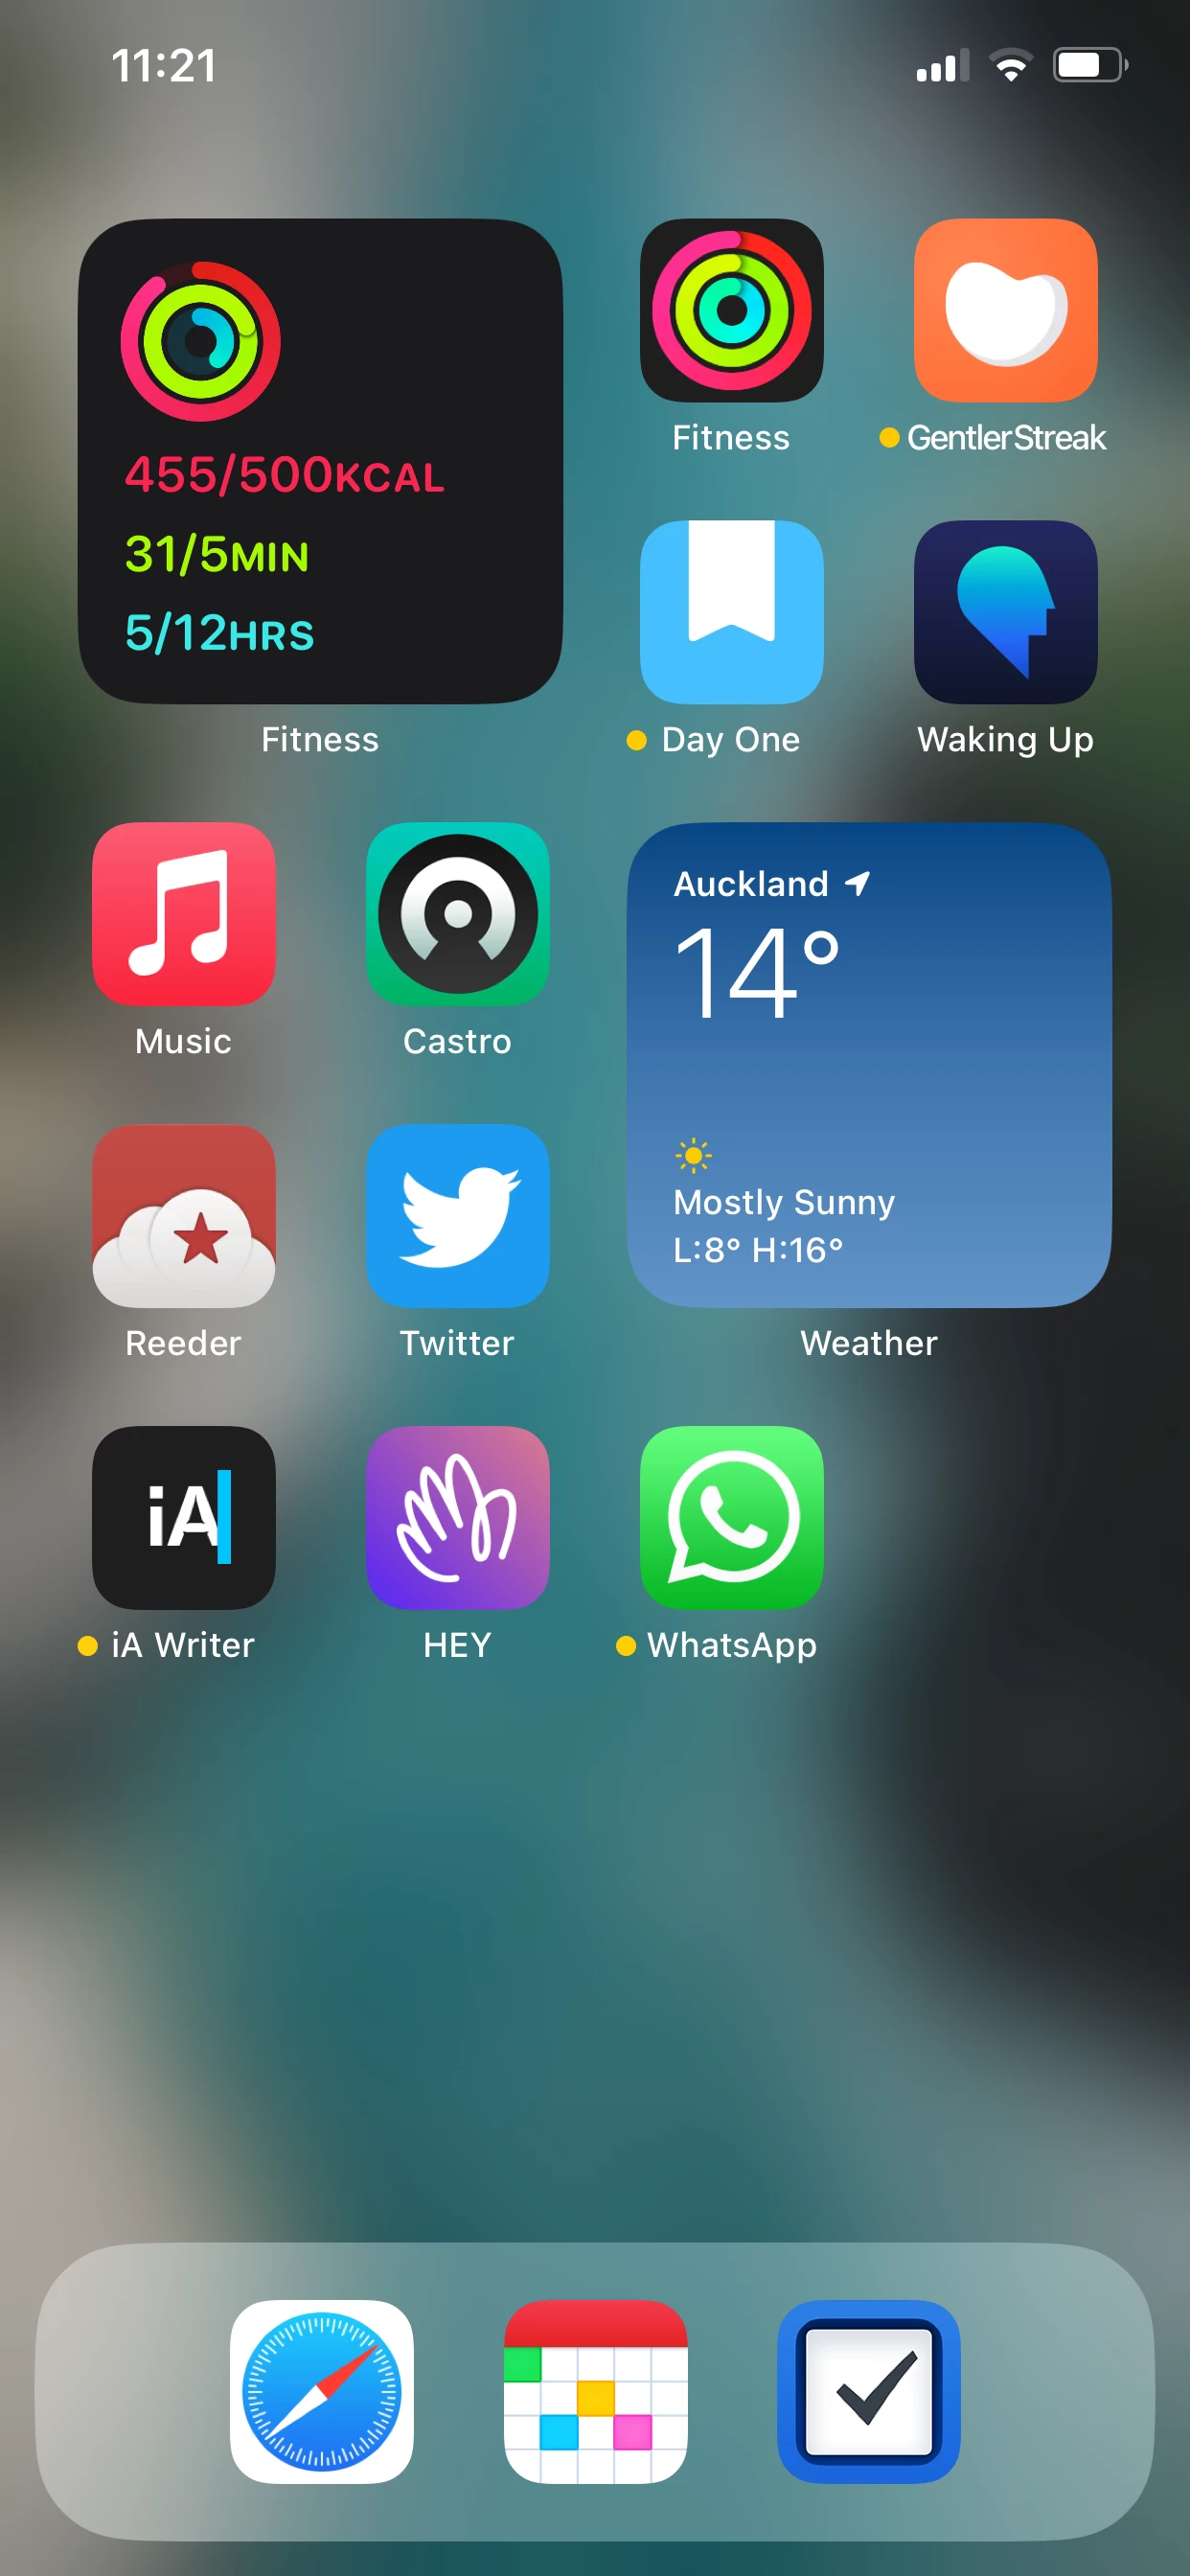 11:21
455/500KCAL
31/5MIN
5/12HRS
Fitness
Fitness
GentlerStreak
Day One
Waking Up
Music
Castro
Auckland
14°
Mostly Sunny
L:8° H:16°
Weather
Reeder
Twitter
iA
iA Writer
HEY
WhatsApp